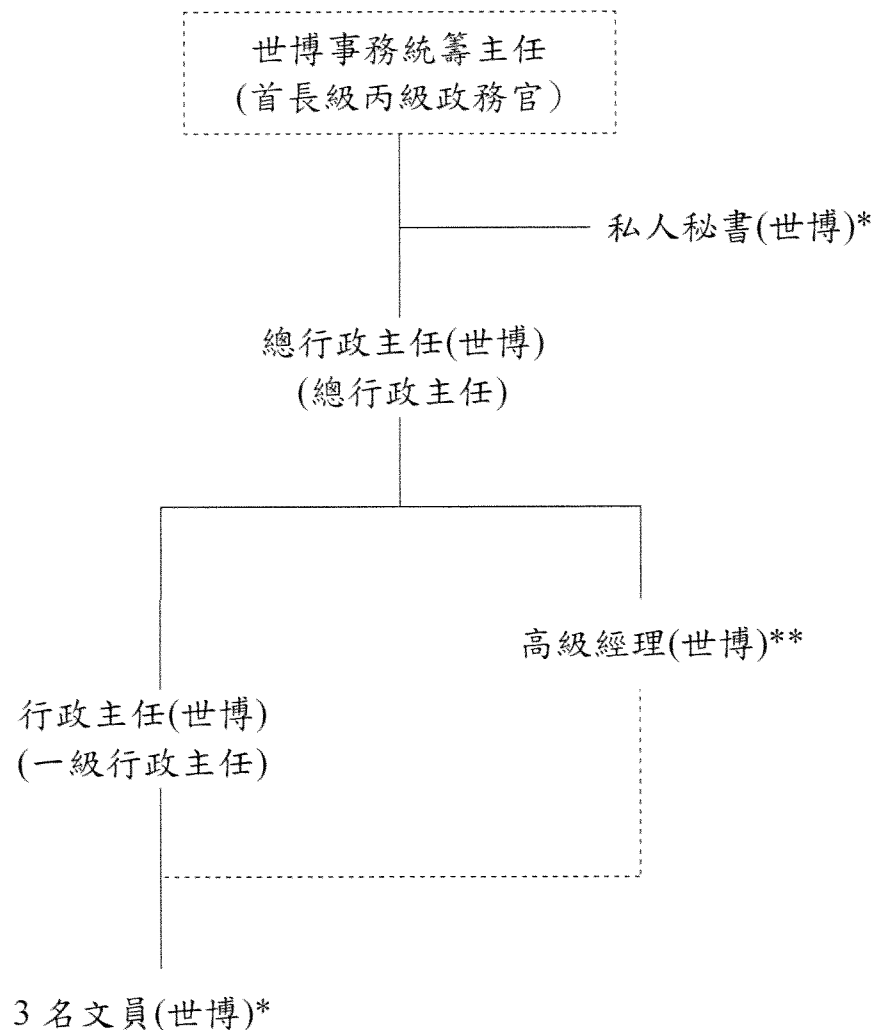 世博事務統籌主任
(首長級丙級政務官)
私人秘書(世博)*
總行政主任(世博)
(總行政主任)
高級經理(世博)**
行政主任(世博)
(一級行政主任)
3 名文員(世博)*